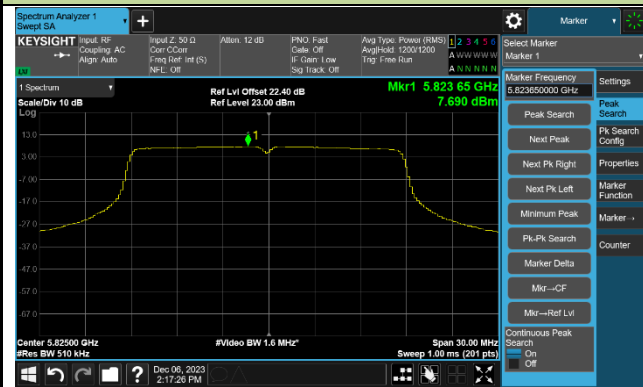 Spectrum Analyzer 1
Swept SA
Marker
KEYSIGHT
Input: RF
Coupling: AC
Align: Auto
Input Z: 50 Ω
Corr CCorr
Freq Ref: Int (S)
NFE: Off
Atten: 12 dB
PNO: Fast
Gate: Off
IF Gain: Low
Sig Track: Off
Avg Type: Power (RMS)
Avg|Hold: 1200/1200
Trig: Free Run
1 2 3 4 5 6
A W W W W W
A N N N N N
LXI
Select Marker
Marker 1
1 Spectrum
Scale/Div 10 dB
Log
Ref Lvl Offset 22.40 dB
Ref Level 23.00 dBm
Mkr1 5.823 65 GHz
7.690 dBm
1
13.0
3.00
-7.00
-17.0
-27.0
-37.0
-47.0
-57.0
-67.0
Center 5.82500 GHz
#Res BW 510 kHz
#Video BW 1.6 MHz*
Span 30.00 MHz
Sweep 1.00 ms (201 pts)
Marker Frequency
5.823650000 GHz
Peak Search
Next Peak
Next Pk Right
Next Pk Left
Minimum Peak
Pk-Pk Search
Marker Delta
Mkr→CF
Mkr→Ref Lvl
Continuous Peak
Search
On
Off
Settings
Peak
Search
Pk Search
Config
Properties
Marker
Function
Marker→
Counter
Dec 06, 2023
2:17:26 PM